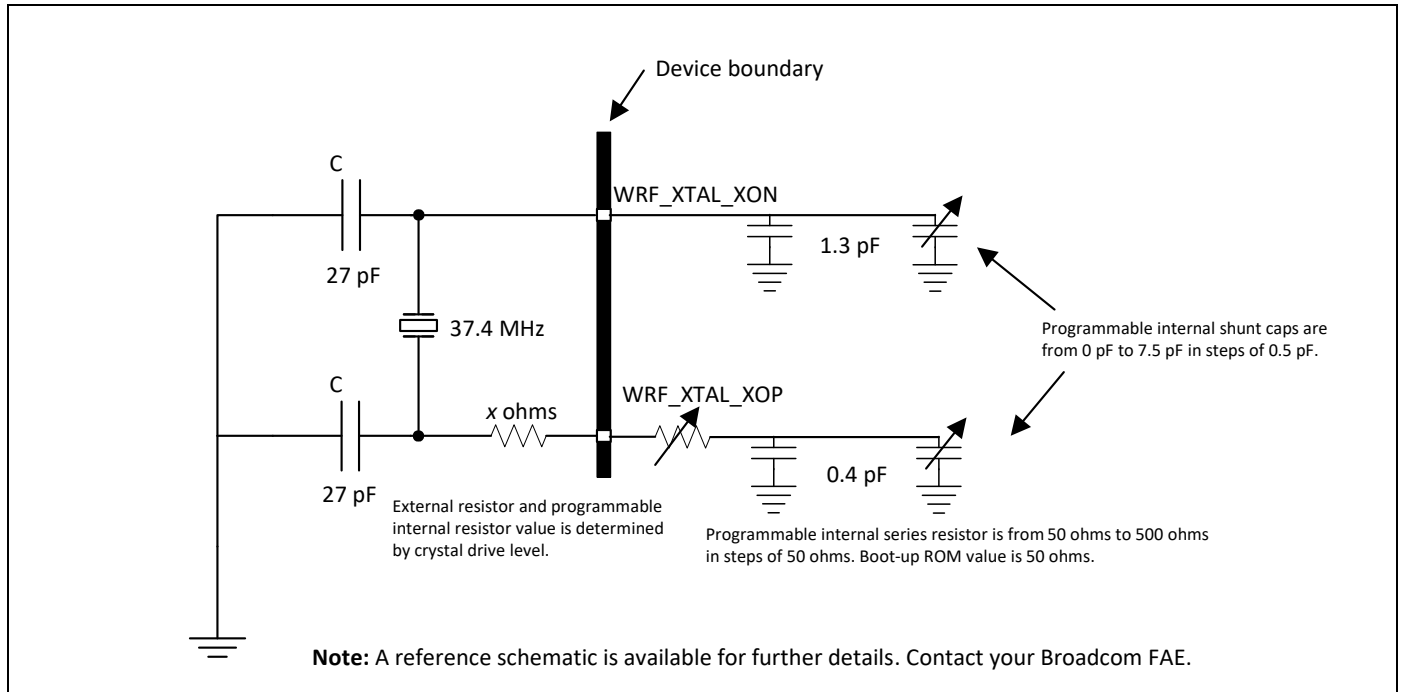 Device boundary
C
27 pF
WRF_XTAL_XON
1.3 pF
37.4 MHz
Programmable internal shunt caps are
from 0 pF to 7.5 pF in steps of 0.5 pF.
C
27 pF
x ohms
WRF_XTAL_XOP
0.4 pF
External resistor and programmable
internal resistor value is determined
by crystal drive level.
Programmable internal series resistor is from 50 ohms to 500 ohms
in steps of 50 ohms. Boot-up ROM value is 50 ohms.
Note: A reference schematic is available for further details. Contact your Broadcom FAE.